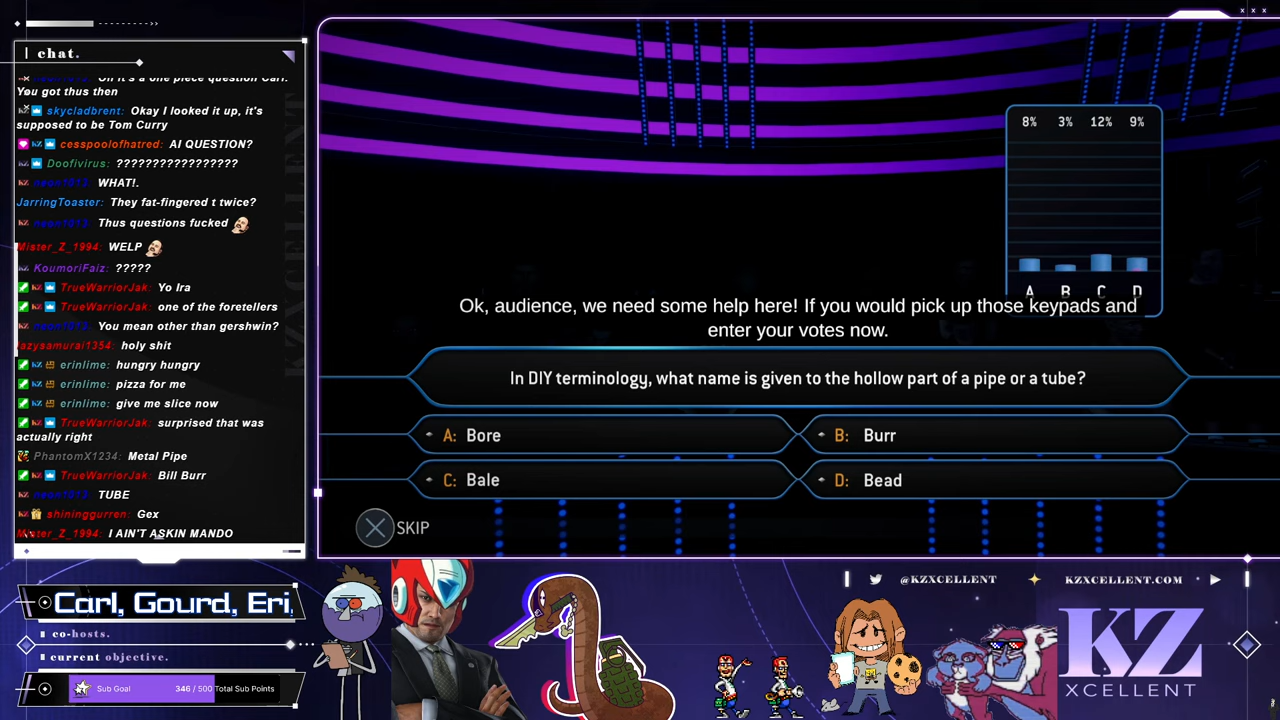 chat.
Oh it's a one piece question Carl.
You got thus then
skycladbrent: Okay I looked it up, it's
supposed to be Tom Curry
cesspoolofhatred: AI QUESTION?
Doofivirus: ?????????????????
neon1013: WHAT!.
JarringToaster: They fat-fingered t twice?
neon1013: Thus questions fucked
Mister_Z_1994: WELP
KoumoriFaiz: ?????
TrueWarriorJak: Yo Ira
TrueWarriorJak: one of the foretellers
neon1013: You mean other than gershwin?
lazysamurai1354: holy shit
erinlime: hungry hungry
erinlime: pizza for me
erinlime: give me slice now
TrueWarriorJak: surprised that was
actually right
PhantomX1234: Metal Pipe
TrueWarriorJak: Bill Burr
neon1013: TUBE
shininggurren: Gex
Mister_Z_1994: I AIN'T ASKIN MANDO
8% 3% 12% 9%
A B C D
Ok, audience, we need some help here! If you would pick up those keypads and
enter your votes now.
In DIY terminology, what name is given to the hollow part of a pipe or a tube?
A: Bore
B: Burr
C: Bale
D: Bead
SKIP
Carl, Gourd, Eri,
co-hosts.
current objective.
Sub Goal 346 / 500 Total Sub Points
@KZXCELLENT
KZXCELLENT.COM
KZ
XCELLENT